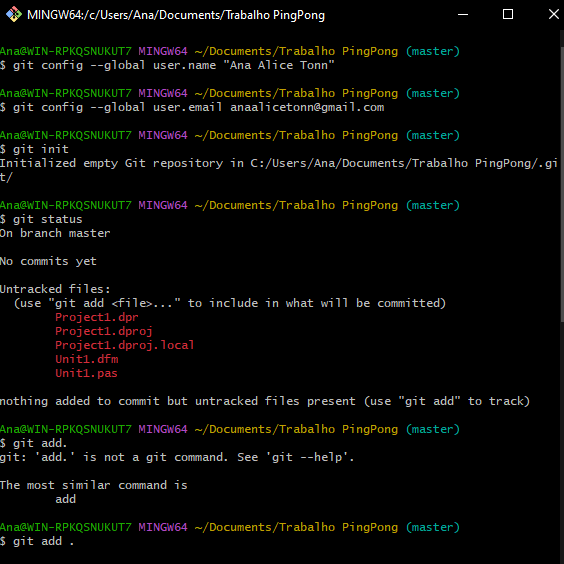 MINGW64:/c/Users/Ana/Documents/Trabalho PingPong
Ana@WIN-RPKQSNUKUT7 MINGW64 ~/Documents/Trabalho PingPong (master)
$ git config --global user.name "Ana Alice Tonn"
Ana@WIN-RPKQSNUKUT7 MINGW64 ~/Documents/Trabalho PingPong (master)
$ git config --global user.email anaalicetonn@gmail.com
Ana@WIN-RPKQSNUKUT7 MINGW64 ~/Documents/Trabalho PingPong (master)
$ git init
Initialized empty Git repository in C:/Users/Ana/Documents/Trabalho PingPong/.gi
t/
Ana@WIN-RPKQSNUKUT7 MINGW64 ~/Documents/Trabalho PingPong (master)
$ git status
On branch master
No commits yet
Untracked files:
  (use "git add <file>..." to include in what will be committed)
        Project1.dpr
        Project1.dproj
        Project1.dproj.local
        Unit1.dfm
        Unit1.pas
nothing added to commit but untracked files present (use "git add" to track)
Ana@WIN-RPKQSNUKUT7 MINGW64 ~/Documents/Trabalho PingPong (master)
$ git add.
git: 'add.' is not a git command. See 'git --help'.
The most similar command is
        add
Ana@WIN-RPKQSNUKUT7 MINGW64 ~/Documents/Trabalho PingPong (master)
$ git add .